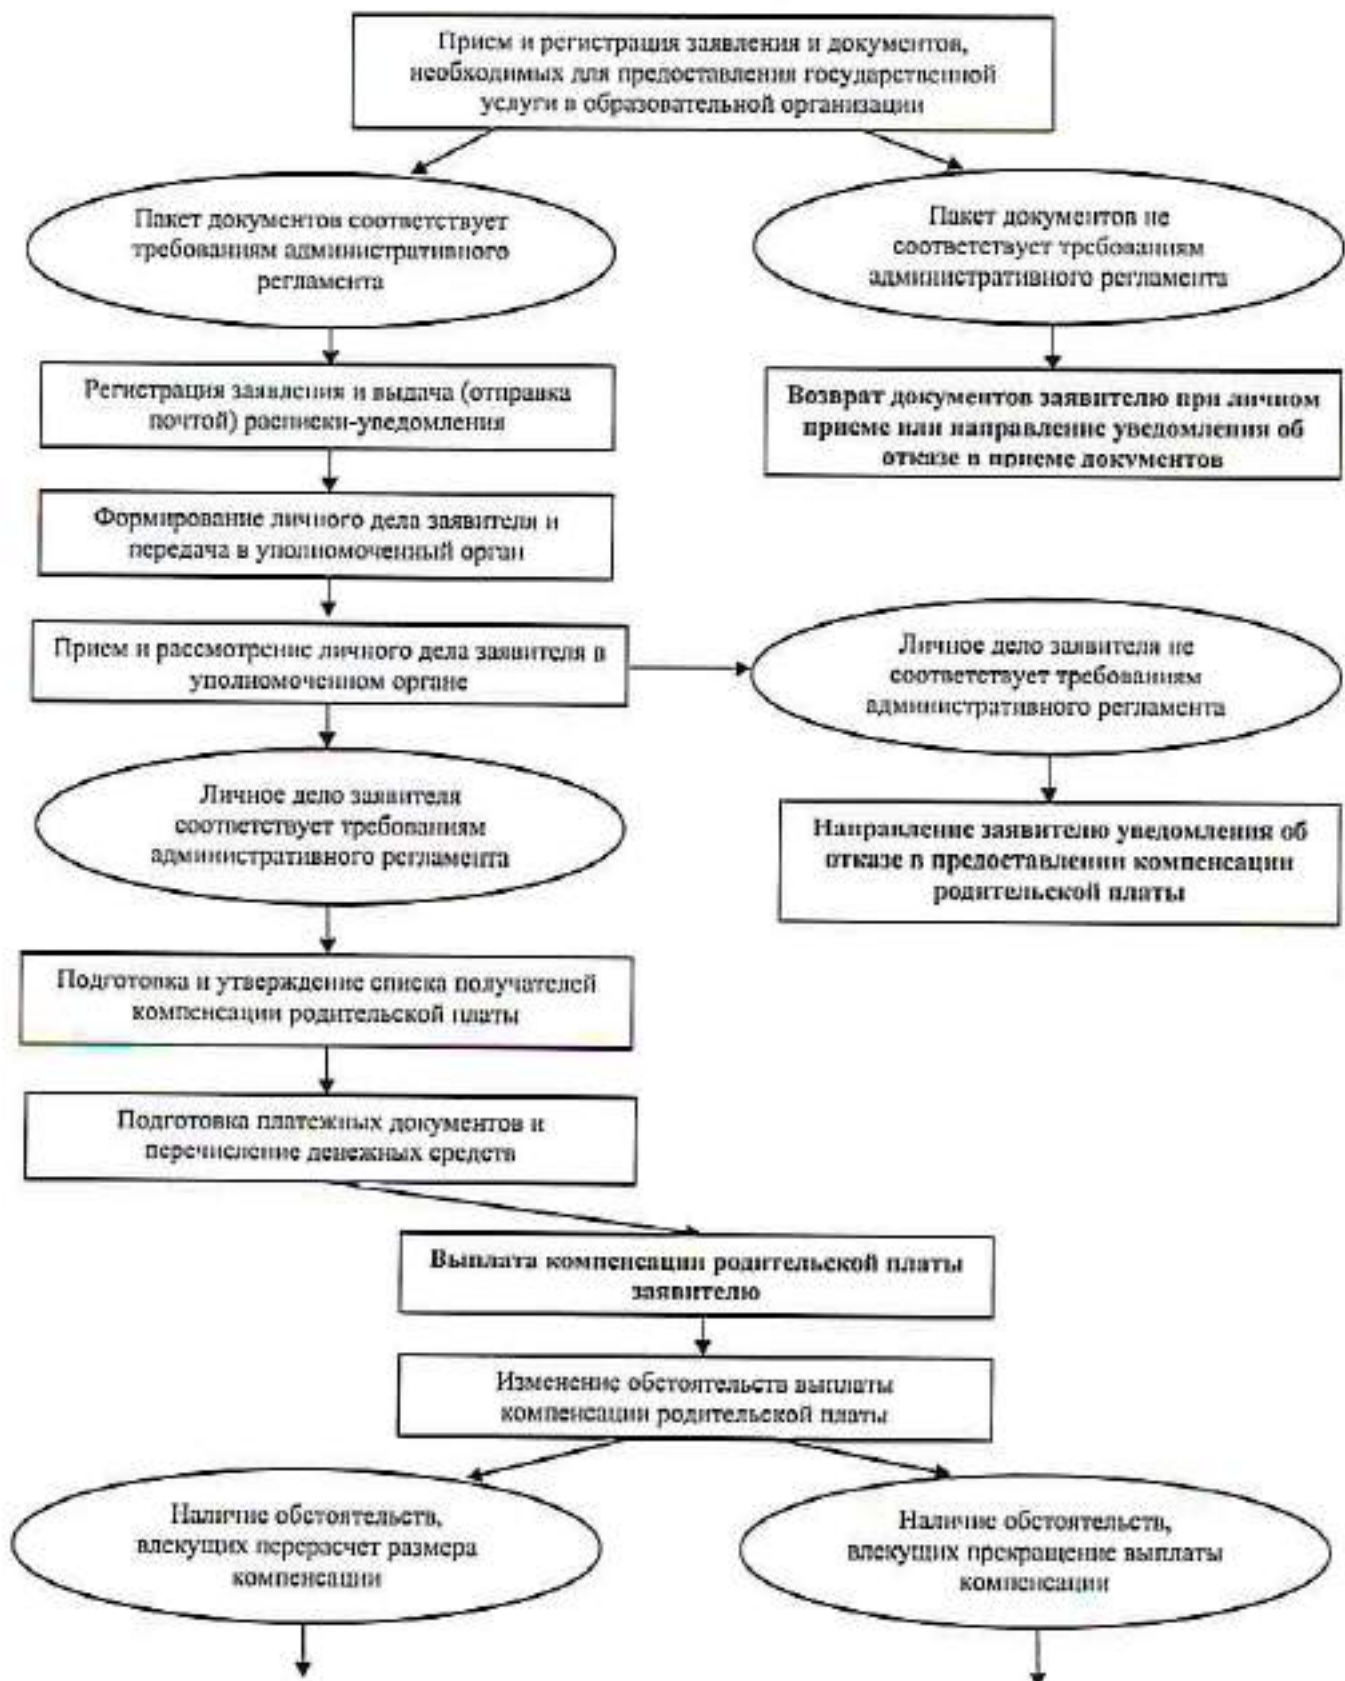 Прием и регистрация заявления и документов,
необходимых для предоставления государственной
услуги в образовательной организации
Пакет документов соответствует
требованиям административного
регламента
Пакет документов не
соответствует требованиям
административного регламента
Регистрация заявления и выдача (отправка
почтой) расписки-уведомления
Возврат документов заявителю при личном
приеме или направление уведомления об
отказе в приеме документов
Формирование личного дела заявителя и
передача в уполномоченный орган
Прием и рассмотрение личного дела заявителя в
уполномоченном органе
Личное дело заявителя не
соответствует требованиям
административного регламента
Личное дело заявителя
соответствует требованиям
административного регламента
Направление заявителю уведомления об
отказе в предоставлении компенсации
родительской платы
Подготовка и утверждение списка получателей
компенсации родительской платы
Подготовка платежных документов и
перечисление денежных средств
Выплата компенсации родительской платы
заявителю
Изменение обстоятельств выплаты
компенсации родительской платы
Наличие обстоятельств,
влекущих перерасчет размера
компенсации
Наличие обстоятельств,
влекущих прекращение выплаты
компенсации